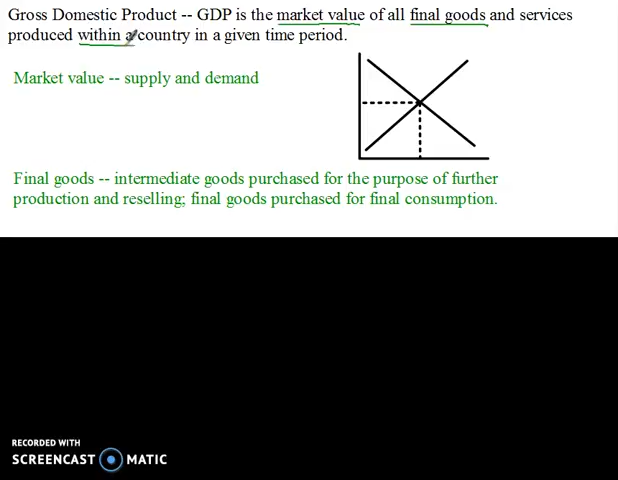 Gross Domestic Product -- GDP is the market value of all final goods and services
produced within a country in a given time period.
Market value -- supply and demand
Final goods -- intermediate goods purchased for the purpose of further
production and reselling; final goods purchased for final consumption.
RECORDED WITH
SCREENCAST MATIC